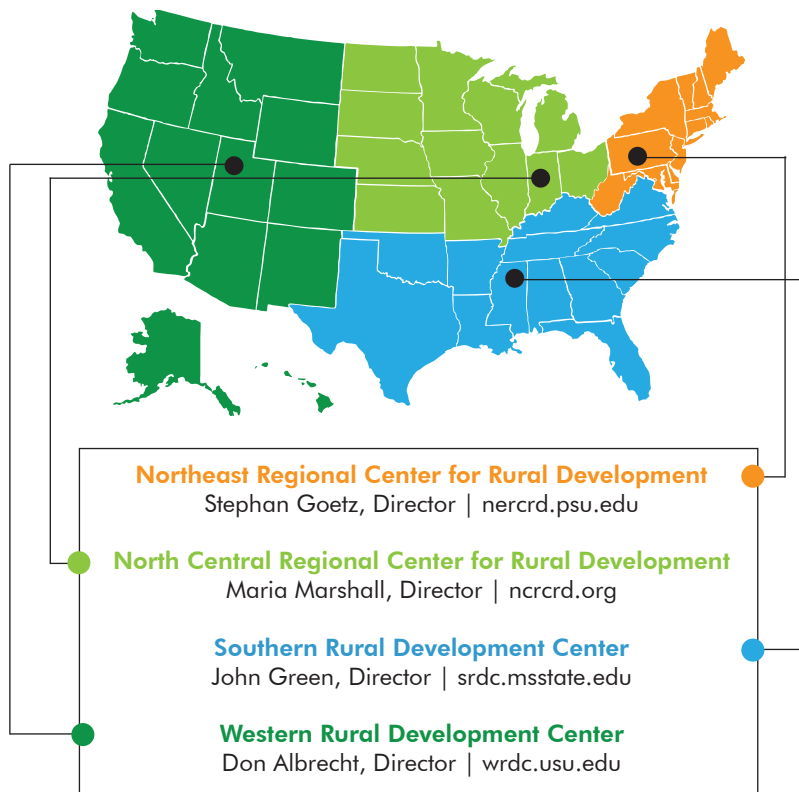 Northeast Regional Center for Rural Development
Stephan Goetz, Director | nercrd.psu.edu
North Central Regional Center for Rural Development
Maria Marshall, Director | ncrcrd.org
Southern Rural Development Center
John Green, Director | srdc.msstate.edu
Western Rural Development Center
Don Albrecht, Director | wrdc.usu.edu